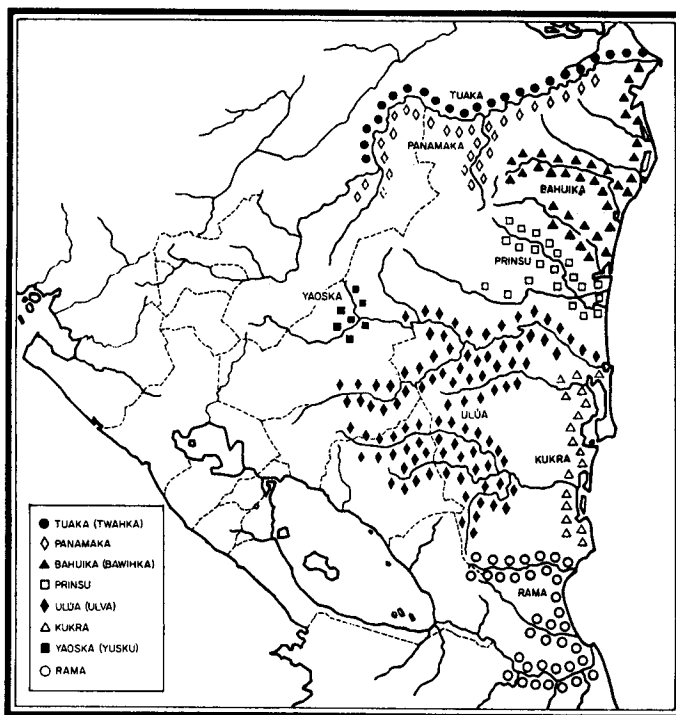 TUAKA
PANAMAKA
BAHUIKA
PRINSU
YAOSKA
ULÚA
KUKRA
RAMA
TUAKA (TWAHKA)
PANAMAKA
BAHUIKA (BAWIHKA)
PRINSU
ULÚA (ULVA)
KUKRA
YAOSKA (YUSKU)
RAMA